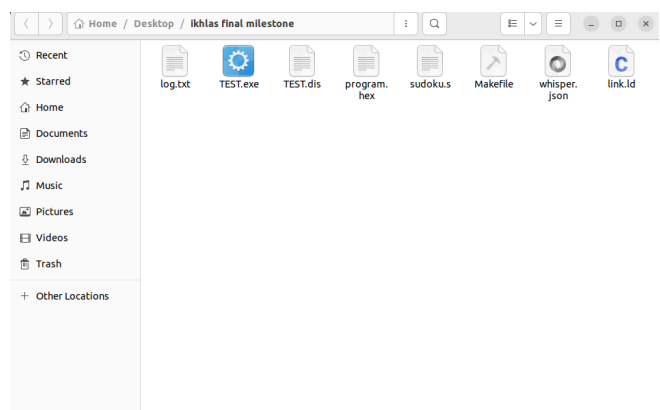 Home / Desktop / ikhlas final milestone
Recent
Starred
Home
Documents
Downloads
Music
Pictures
Videos
Trash
+ Other Locations
log.txt
TEST.exe
TEST.dis
program.
hex
sudoku.s
Makefile
whisper.
json
C
link.ld